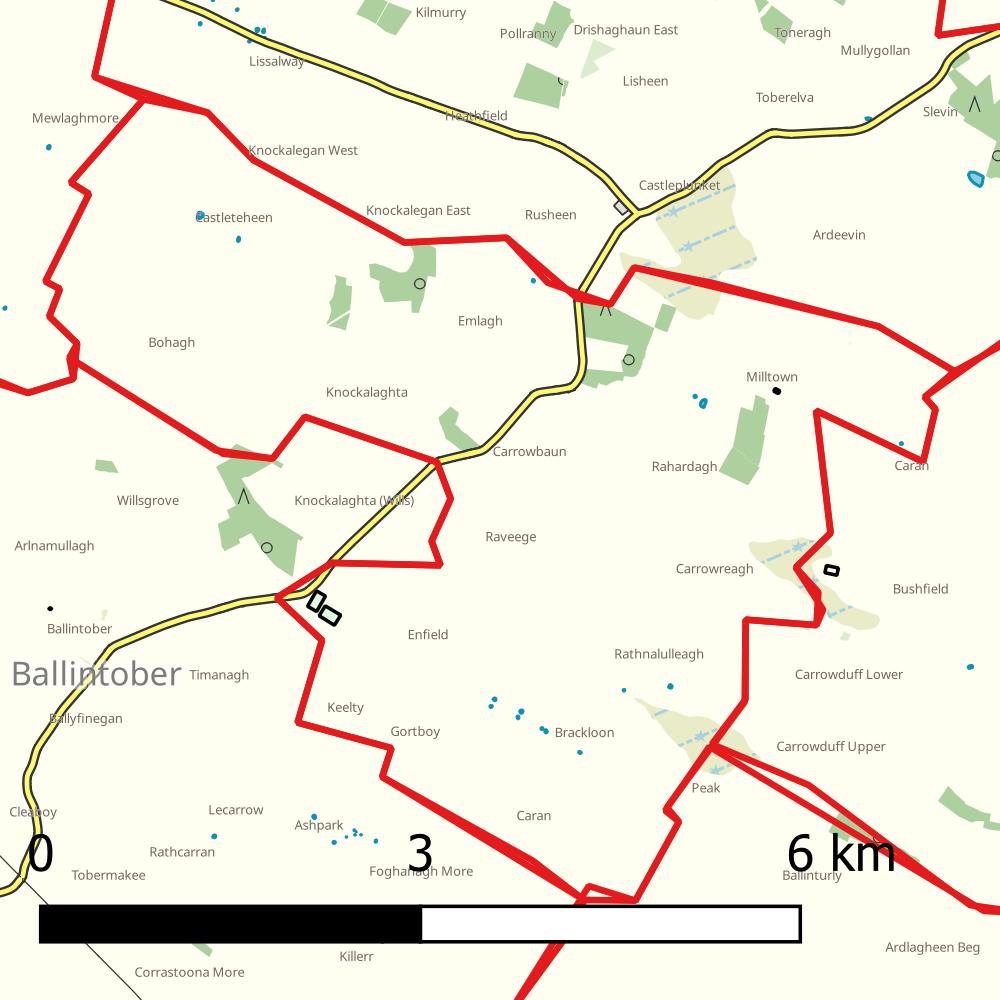 Kilmurry
Pollranny
Drishaghaun East
Toneragh
Mullygollan
Lissalway
Lisheen
Toberelva
Slevin
Mewlaghmore
Heathfield
Knockalegan West
Castleplunket
Castleteheen
Knockalegan East
Rusheen
Ardeevin
Emlagh
Bohagh
Milltown
Knockalaghta
Carrowbaun
Rahardagh
Caran
Willsgrove
Knockalaghta (Wills)
Raveege
Arlnamullagh
Carrowreagh
Bushfield
Ballintober
Enfield
Rathnalulleagh
Ballintober
Timanagh
Carrowduff Lower
Keelty
Ballyfinegan
Gortboy
Brackloon
Carrowduff Upper
Peak
Cleaboy
Lecarrow
Ashpark
Caran
0 3 6 km
Rathcarran
Tobermakee
Foghanagh More
Ballinturly
Ardlagheen Beg
Killerr
Corrastoona More